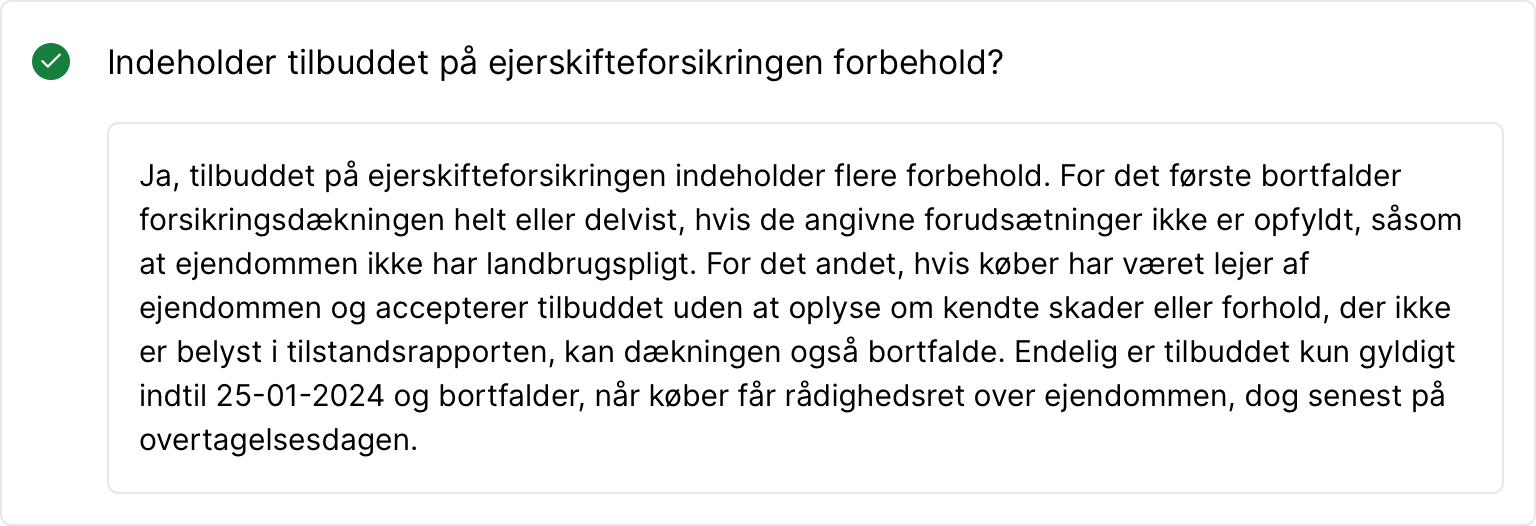 Indeholder tilbuddet på ejerskifteforsikringen forbehold?
Ja, tilbuddet på ejerskifteforsikringen indeholder flere forbehold. For det første bortfalder
forsikringsdækningen helt eller delvist, hvis de angivne forudsætninger ikke er opfyldt, såsom
at ejendommen ikke har landbrugspligt. For det andet, hvis køber har været lejer af
ejendommen og accepterer tilbuddet uden at oplyse om kendte skader eller forhold, der ikke
er belyst i tilstandsrapporten, kan dækningen også bortfalde. Endelig er tilbuddet kun gyldigt
indtil 25-01-2024 og bortfalder, når køber får rådighedsret over ejendommen, dog senest på
overtagelsesdagen.